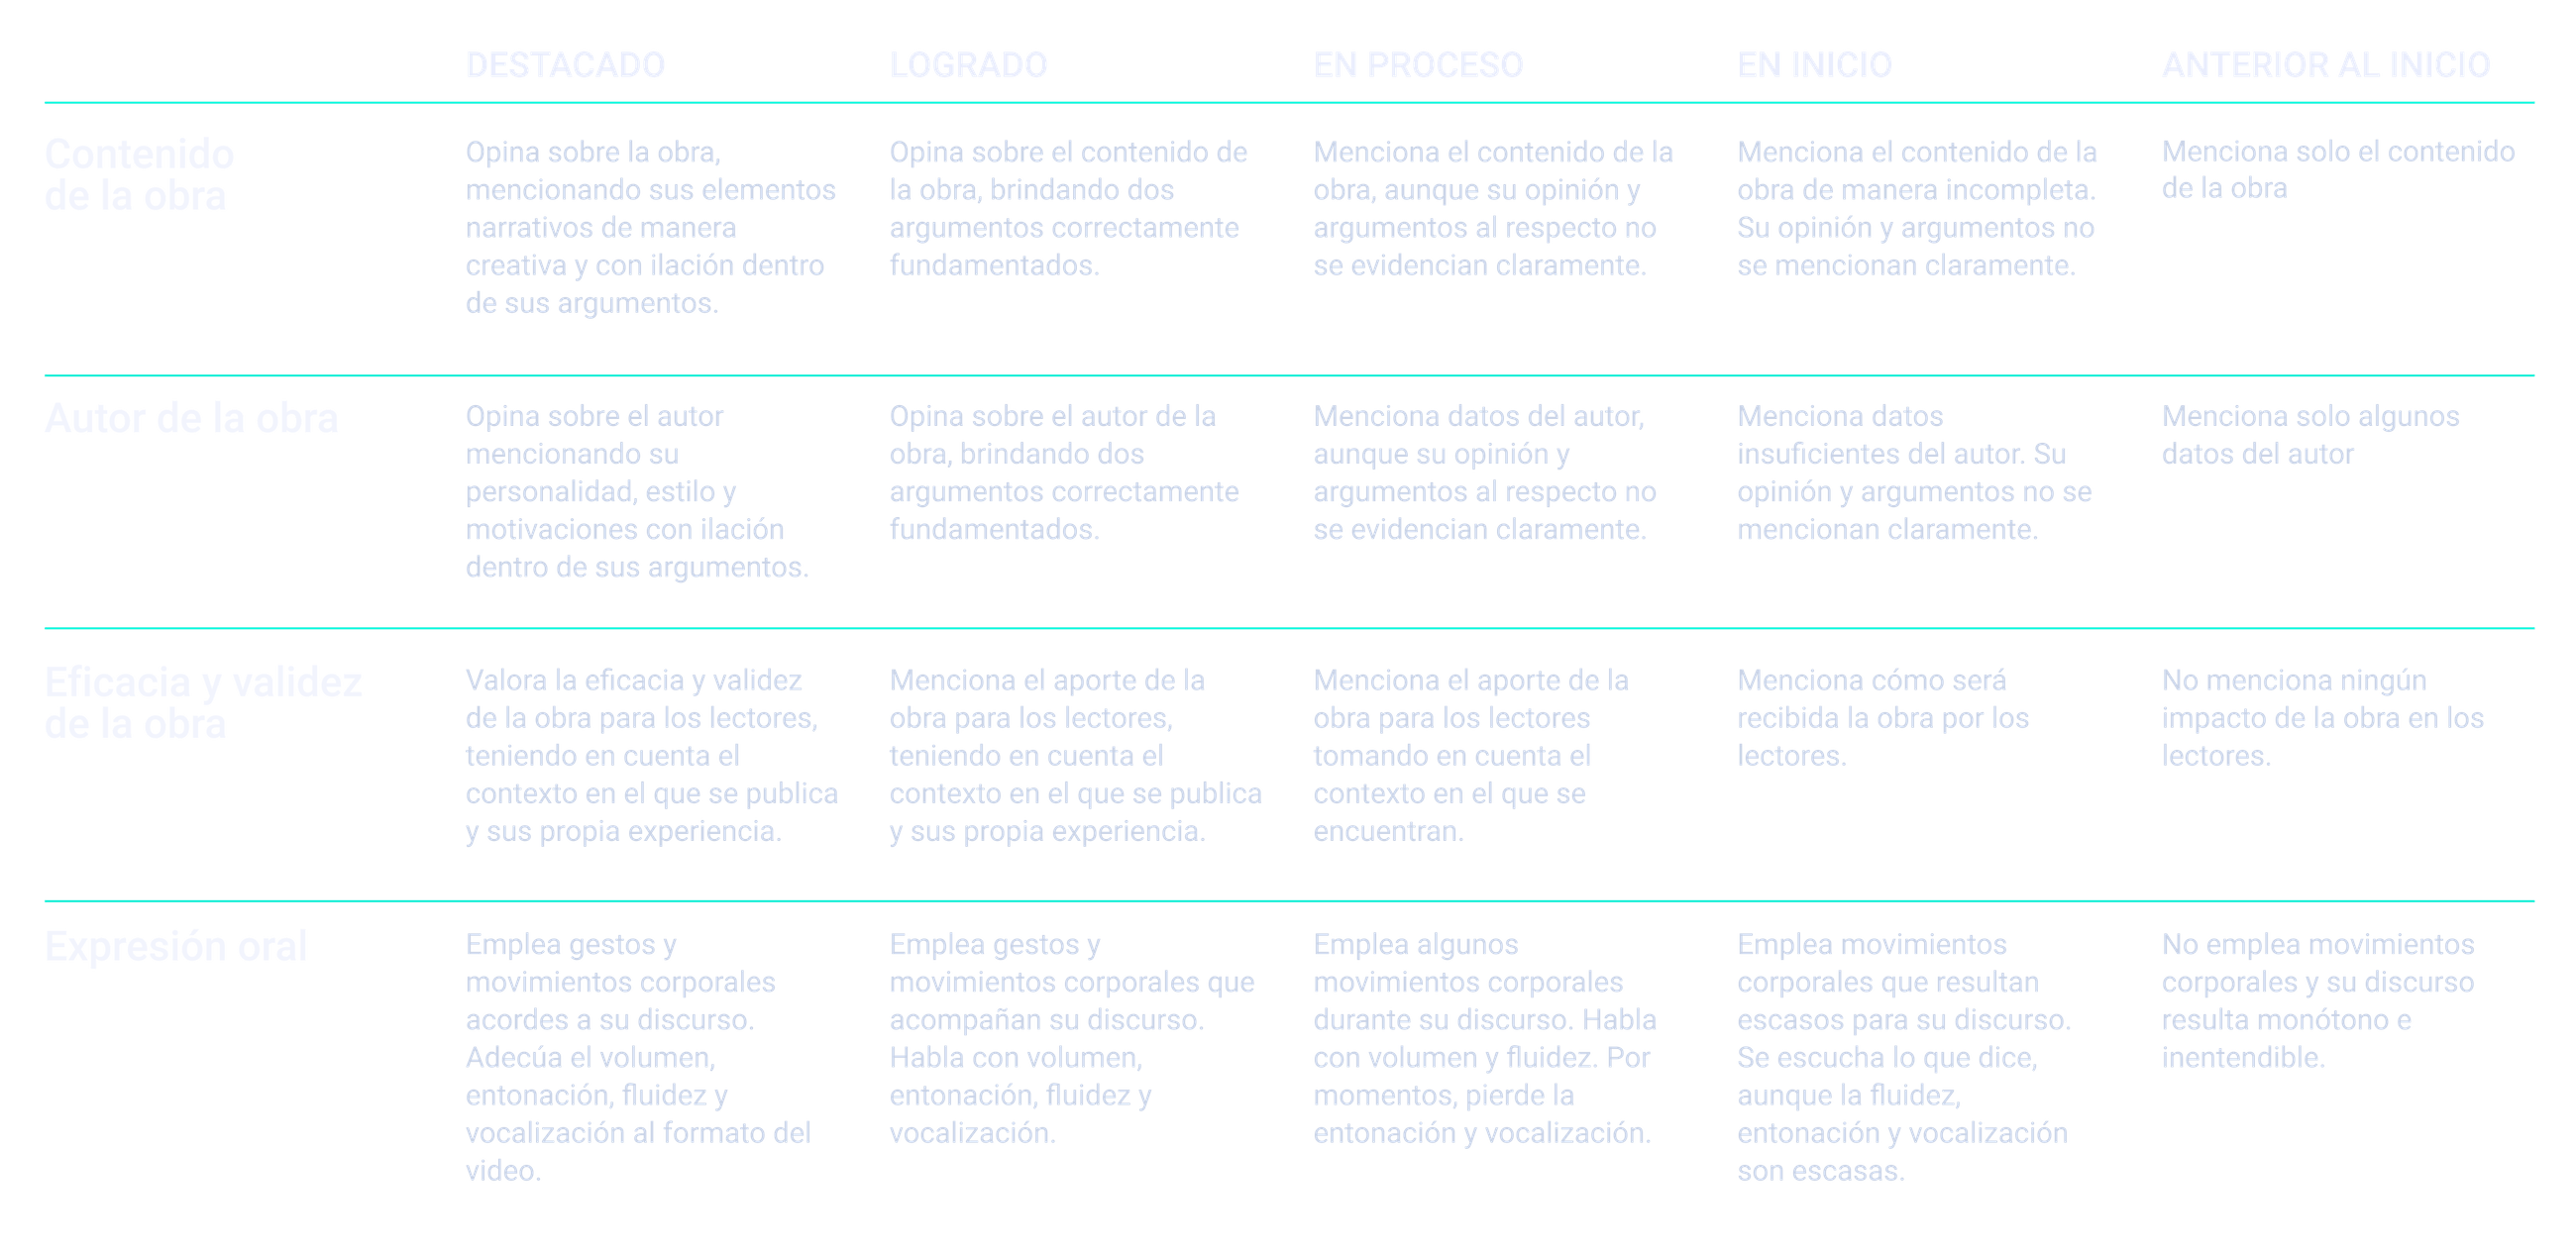 DESTACADO
LOGRADO
EN PROCESO
EN INICIO
ANTERIOR AL INICIO
Contenido
de la obra
Opina sobre la obra,
mencionando sus elementos
narrativos de manera
creativa y con ilación dentro
de sus argumentos.
Opina sobre el contenido de
la obra, brindando dos
argumentos correctamente
fundamentados.
Menciona el contenido de la
obra, aunque su opinión y
argumentos al respecto no
se evidencian claramente.
Menciona el contenido de la
obra de manera incompleta.
Su opinión y argumentos no
se mencionan claramente.
Menciona solo el contenido
de la obra
Autor de la obra
Opina sobre el autor
mencionando su
personalidad, estilo y
motivaciones con ilación
dentro de sus argumentos.
Opina sobre el autor de la
obra, brindando dos
argumentos correctamente
fundamentados.
Menciona datos del autor,
aunque su opinión y
argumentos al respecto no
se evidencian claramente.
Menciona datos
insuficientes del autor. Su
opinión y argumentos no se
mencionan claramente.
Menciona solo algunos
datos del autor
Eficacia y validez
de la obra
Valora la eficacia y validez
de la obra para los lectores,
teniendo en cuenta el
contexto en el que se publica
y sus propia experiencia.
Menciona el aporte de la
obra para los lectores,
teniendo en cuenta el
contexto en el que se publica
y sus propia experiencia.
Menciona el aporte de la
obra para los lectores
tomando en cuenta el
contexto en el que se
encuentran.
Menciona cómo será
recibida la obra por los
lectores.
No menciona ningún
impacto de la obra en los
lectores.
Expresión oral
Emplea gestos y
movimientos corporales
acordes a su discurso.
Adecúa el volumen,
entonación, fluidez y
vocalización al formato del
video.
Emplea gestos y
movimientos corporales que
acompañan su discurso.
Habla con volumen,
entonación, fluidez y
vocalización.
Emplea algunos
movimientos corporales
durante su discurso. Habla
con volumen y fluidez. Por
momentos, pierde la
entonación y vocalización.
Emplea movimientos
corporales que resultan
escasos para su discurso.
Se escucha lo que dice,
aunque la fluidez,
entonación y vocalización
son escasas.
No emplea movimientos
corporales y su discurso
resulta monótono e
inentendible.